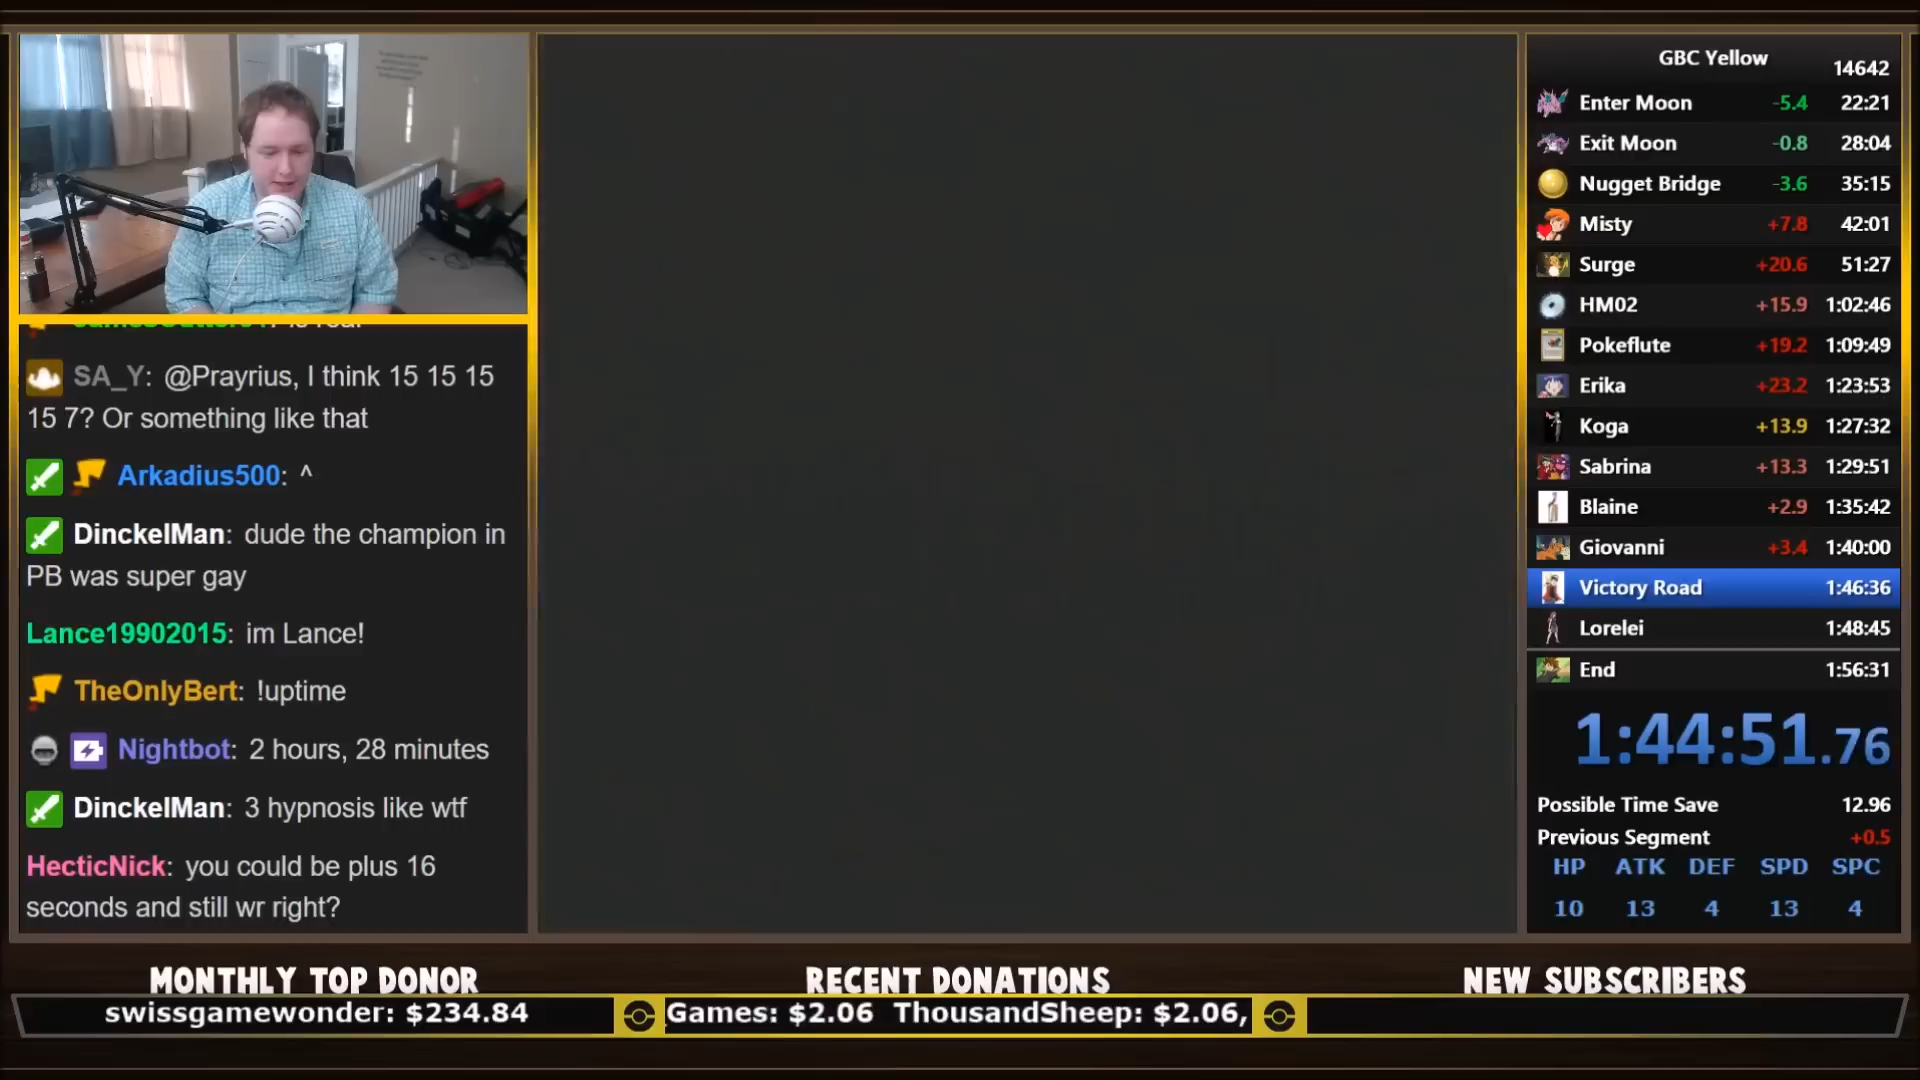 SA_Y: @Prayrius, I think 15 15 15
15 7? Or something like that
Arkadius500: ^
DinckelMan: dude the champion in
PB was super gay
Lance19902015: im Lance!
TheOnlyBert: !uptime
Nightbot: 2 hours, 28 minutes
DinckelMan: 3 hypnosis like wtf
HecticNick: you could be plus 16
seconds and still wr right?
GBC Yellow 14642
Enter Moon -5.4 22:21
Exit Moon -0.8 28:04
Nugget Bridge -3.6 35:15
Misty +7.8 42:01
Surge +20.6 51:27
HM02 +15.9 1:02:46
Pokeflute +19.2 1:09:49
Erika +23.2 1:23:53
Koga +13.9 1:27:32
Sabrina +13.3 1:29:51
Blaine +2.9 1:35:42
Giovanni +3.4 1:40:00
Victory Road 1:46:36
Lorelei 1:48:45
End 1:56:31
1:44:51.76
Possible Time Save 12.96
Previous Segment +0.5
HP ATK DEF SPD SPC
10 13 4 13 4
MONTHLY TOP DONOR
swissgamewonder: $234.84
RECENT DONATIONS
Games: $2.06 ThousandSheep: $2.06,
NEW SUBSCRIBERS